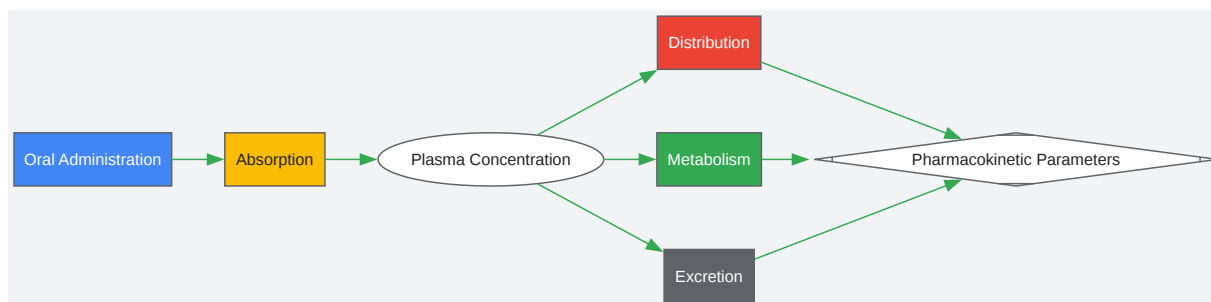 Oral Administration
Absorption
Plasma Concentration
Distribution
Metabolism
Excretion
Pharmacokinetic Parameters